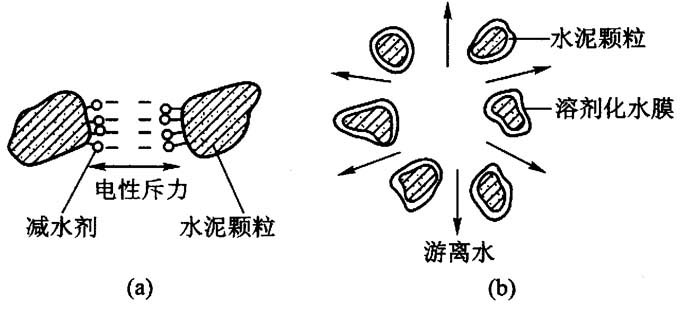 电性斥力
减水剂
水泥颗粒
(a)
水泥颗粒
溶剂化水膜
游离水
(b)